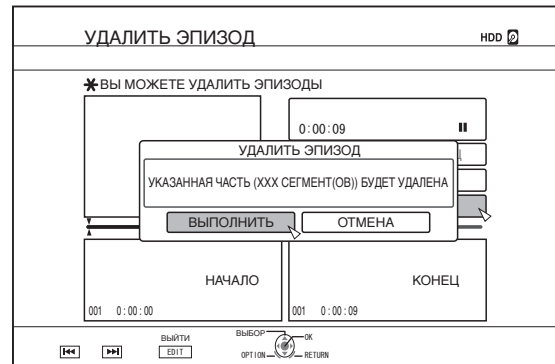 УДАЛИТЬ ЭПИЗОД
HDD
ВЫ МОЖЕТЕ УДАЛИТЬ ЭПИЗОДЫ
0:00:09
УДАЛИТЬ ЭПИЗОД
УКАЗАННАЯ ЧАСТЬ (XXX СЕГМЕНТ(ОВ)) БУДЕТ УДАЛЕНА
ВЫПОЛНИТЬ
ОТМЕНА
НАЧАЛО
001 0:00:00
КОНЕЦ
001 0:00:09
ВЫЙТИ
EDIT
ВЫБОР
OK
OPTION
RETURN